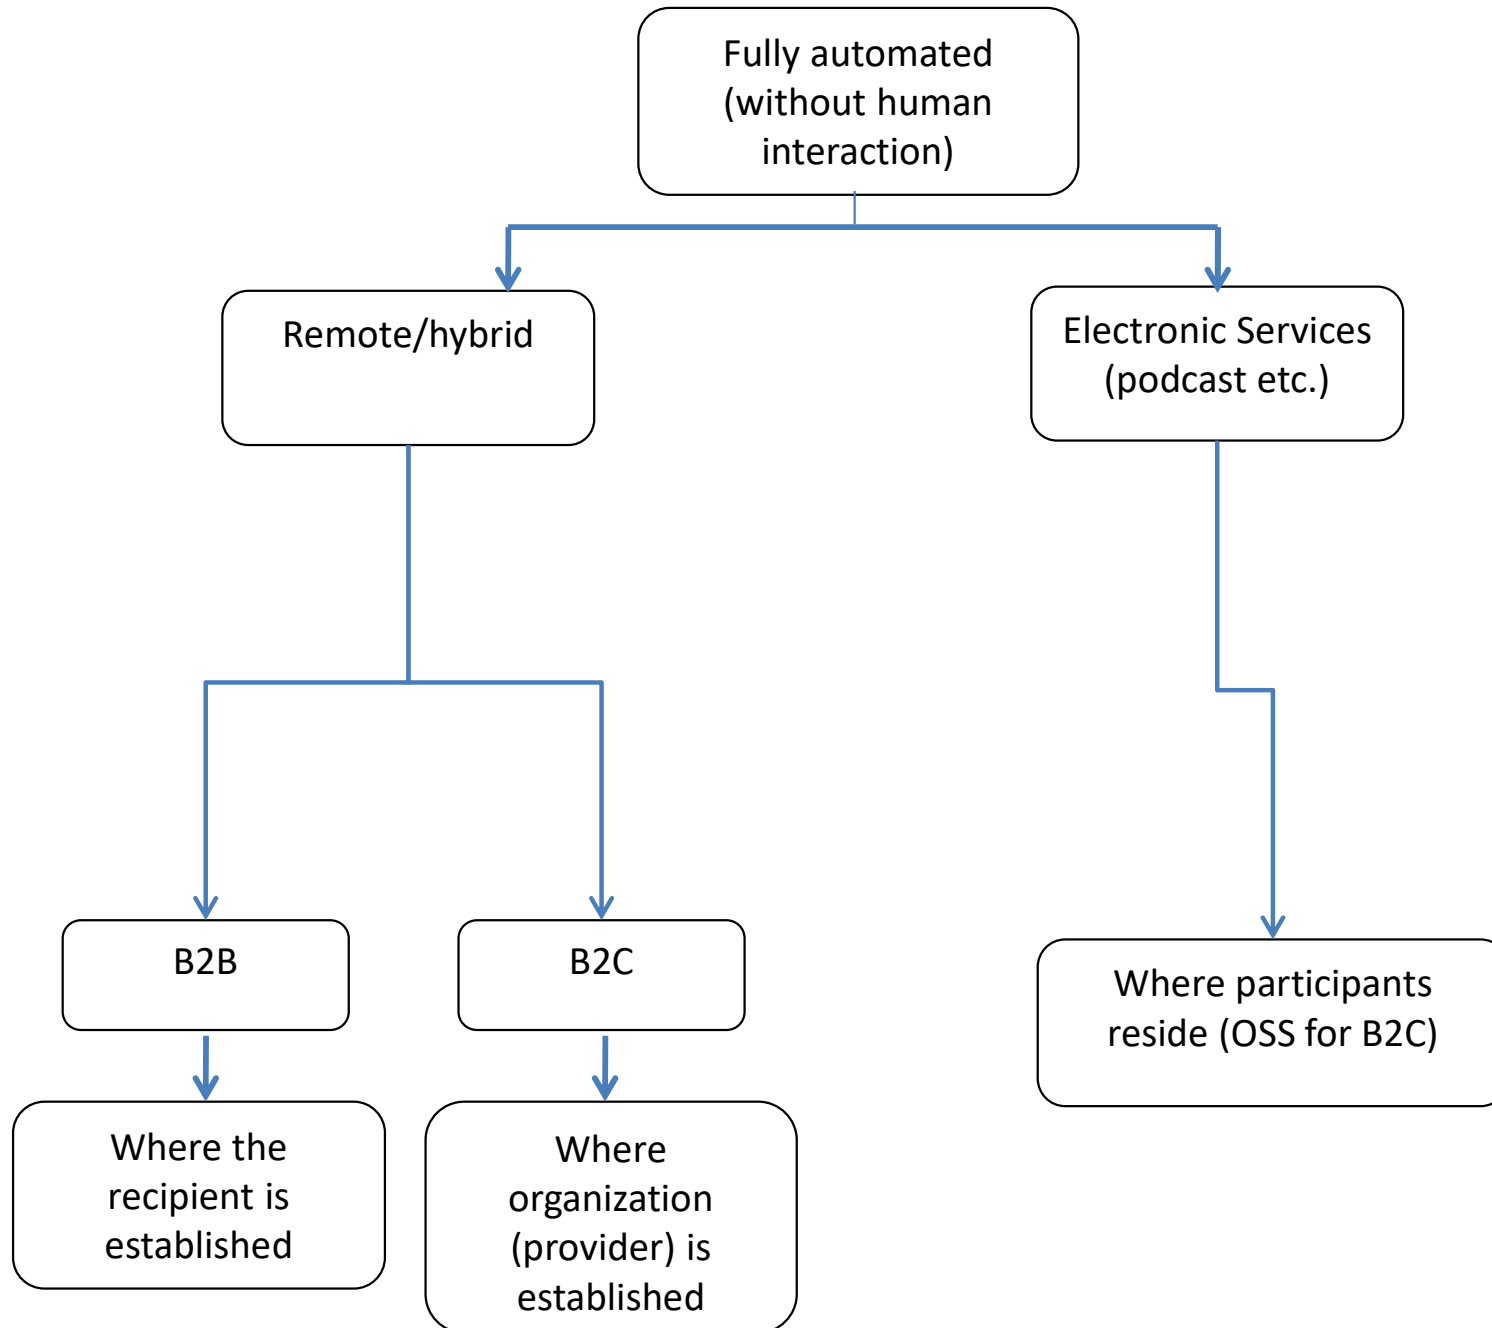 Fully automated
(without human
interaction)
Remote/hybrid
Electronic Services
(podcast etc.)
B2B
B2C
Where participants
reside (OSS for B2C)
Where the
recipient is
established
Where
organization
(provider) is
established